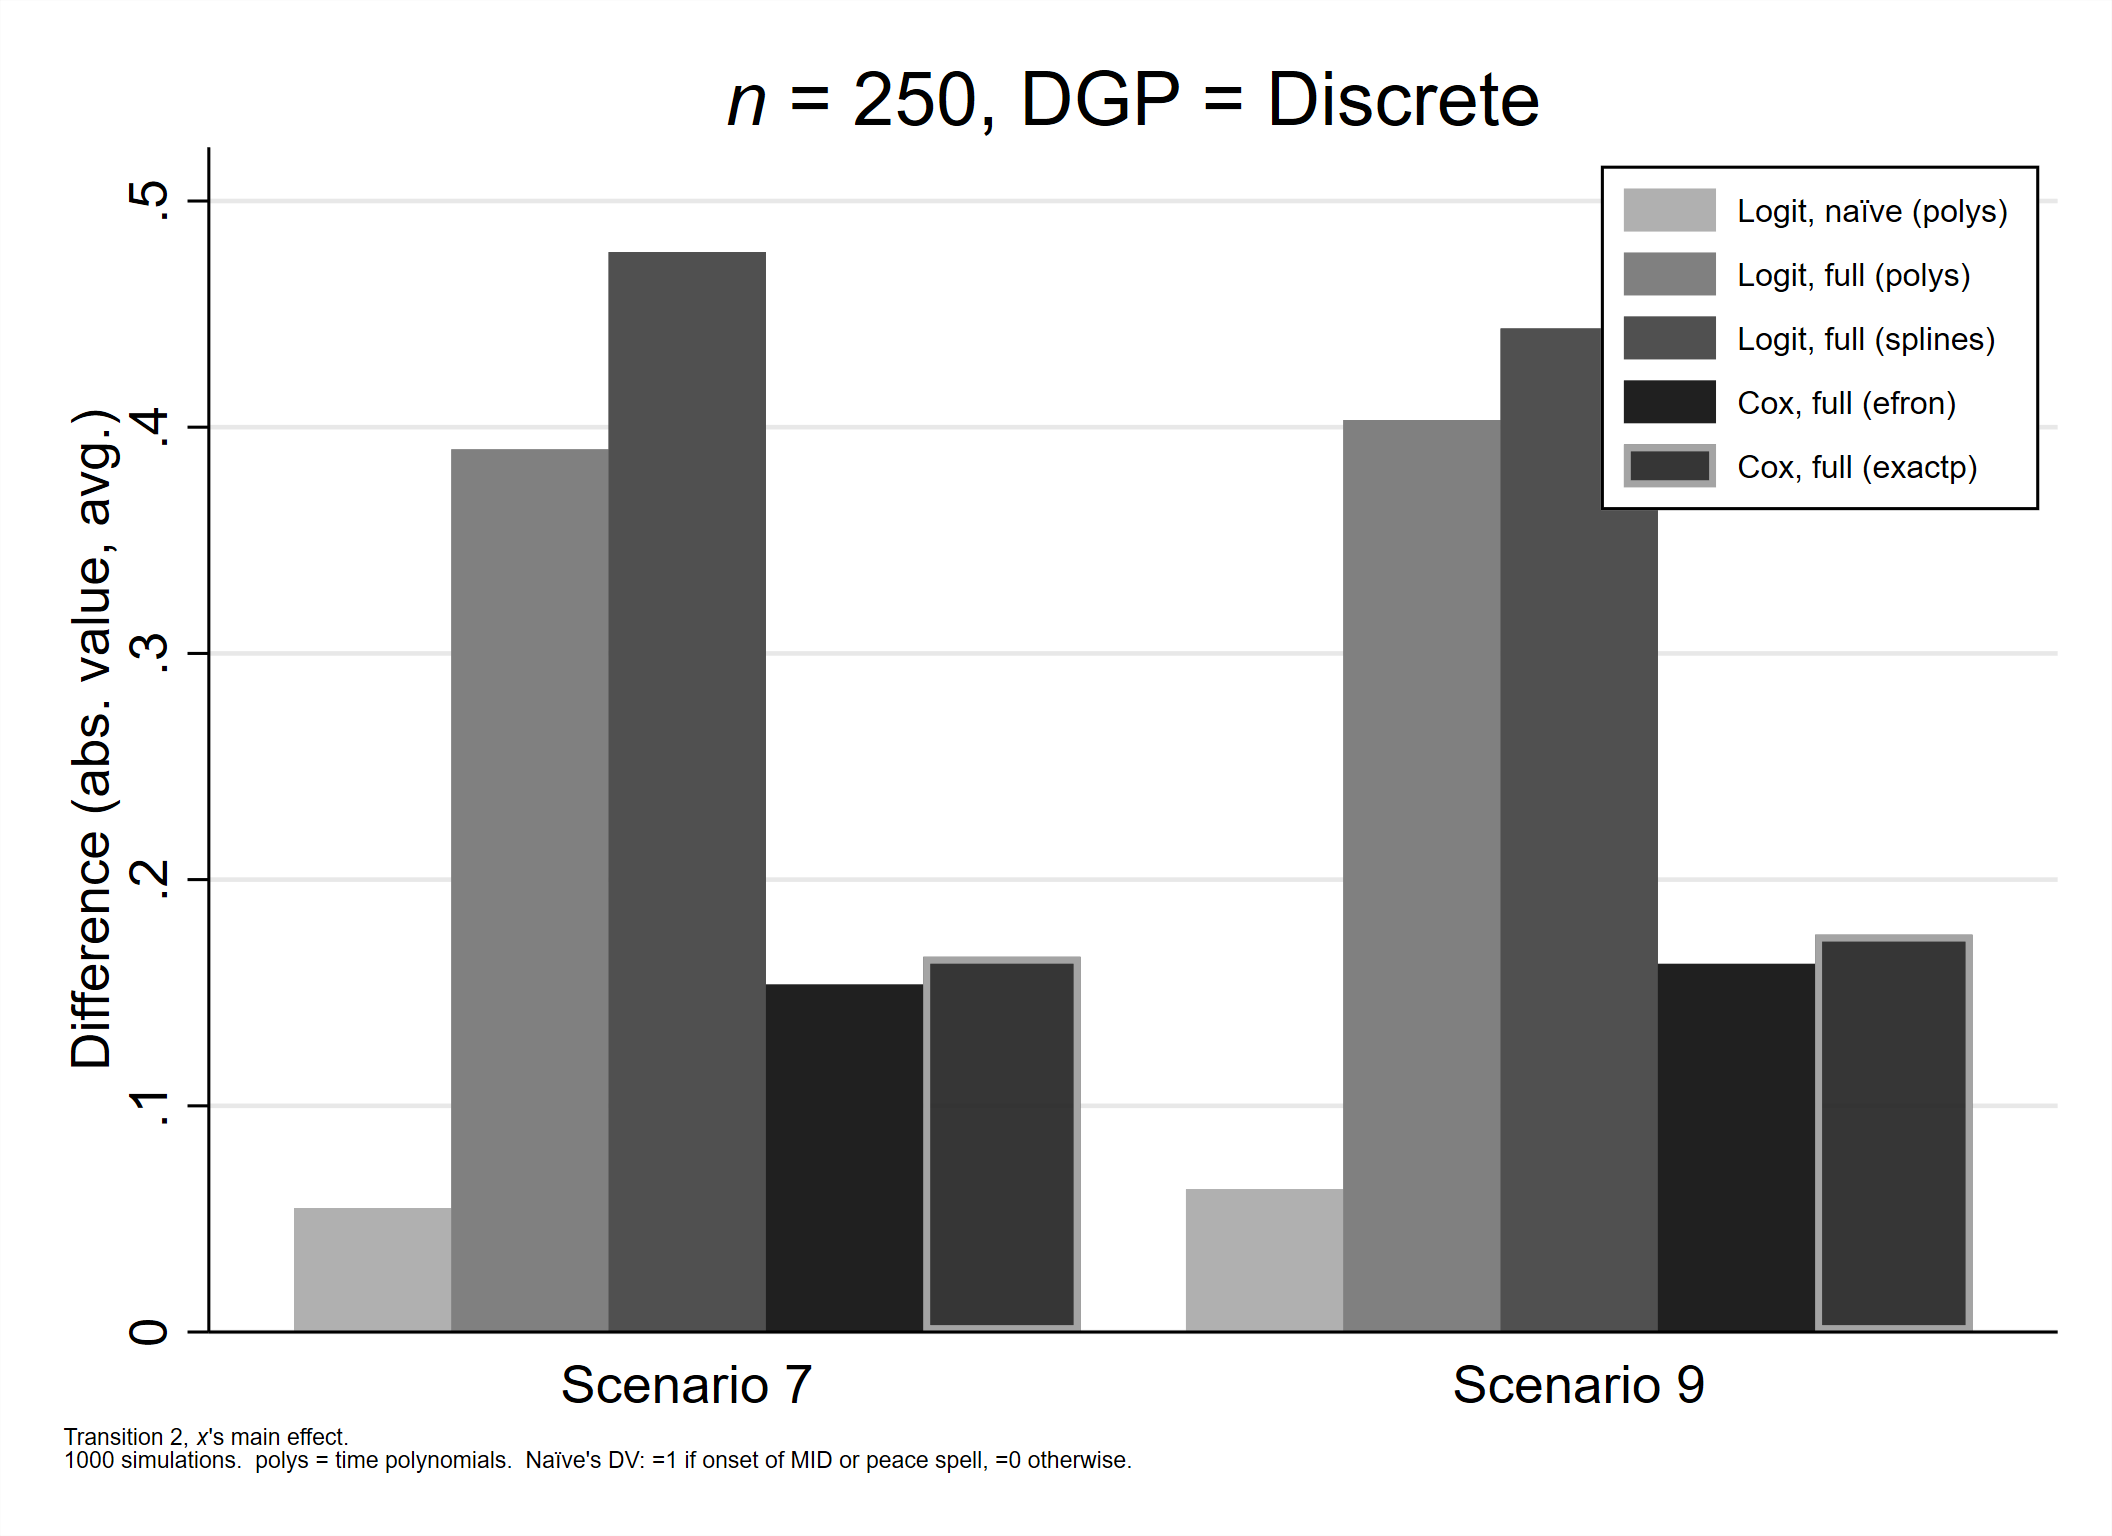 n = 250, DGP = Discrete
Difference (abs. value, avg.)
.5
.4
.3
.2
.1
0
Logit, naïve (polys)
Logit, full (polys)
Logit, full (splines)
Cox, full (efron)
Cox, full (exactp)
Scenario 7
Scenario 9
Transition 2, x's main effect.
1000 simulations.  polys = time polynomials.  Naïve's DV: =1 if onset of MID or peace spell, =0 otherwise.